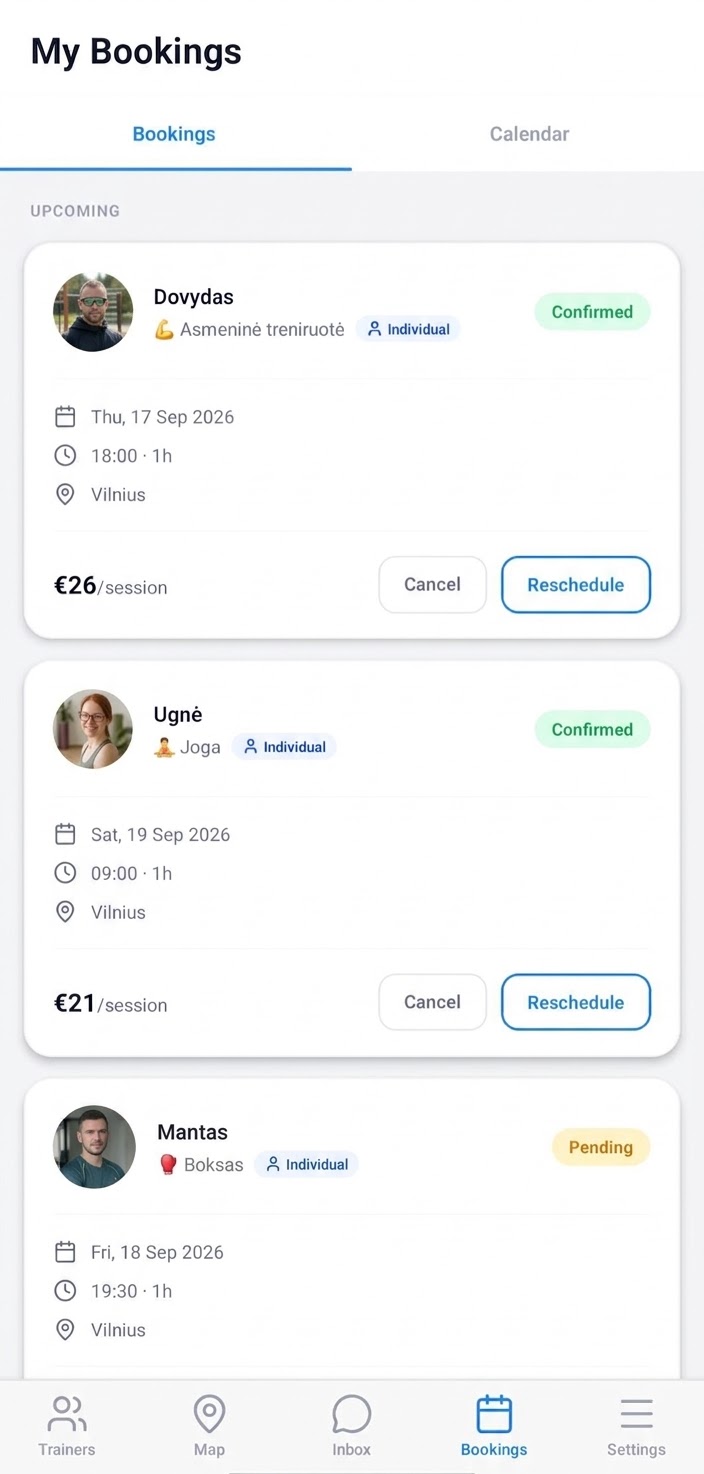 My Bookings
Bookings
Calendar
UPCOMING
Dovydas
Asmeninė treniruotė
Individual
Confirmed
Thu, 17 Sep 2026
18:00 · 1h
Vilnius
€26/session
Cancel
Reschedule
Ugnė
Joga
Individual
Confirmed
Sat, 19 Sep 2026
09:00 · 1h
Vilnius
€21/session
Cancel
Reschedule
Mantas
Boksas
Individual
Pending
Fri, 18 Sep 2026
19:30 · 1h
Vilnius
Trainers
Map
Inbox
Bookings
Settings